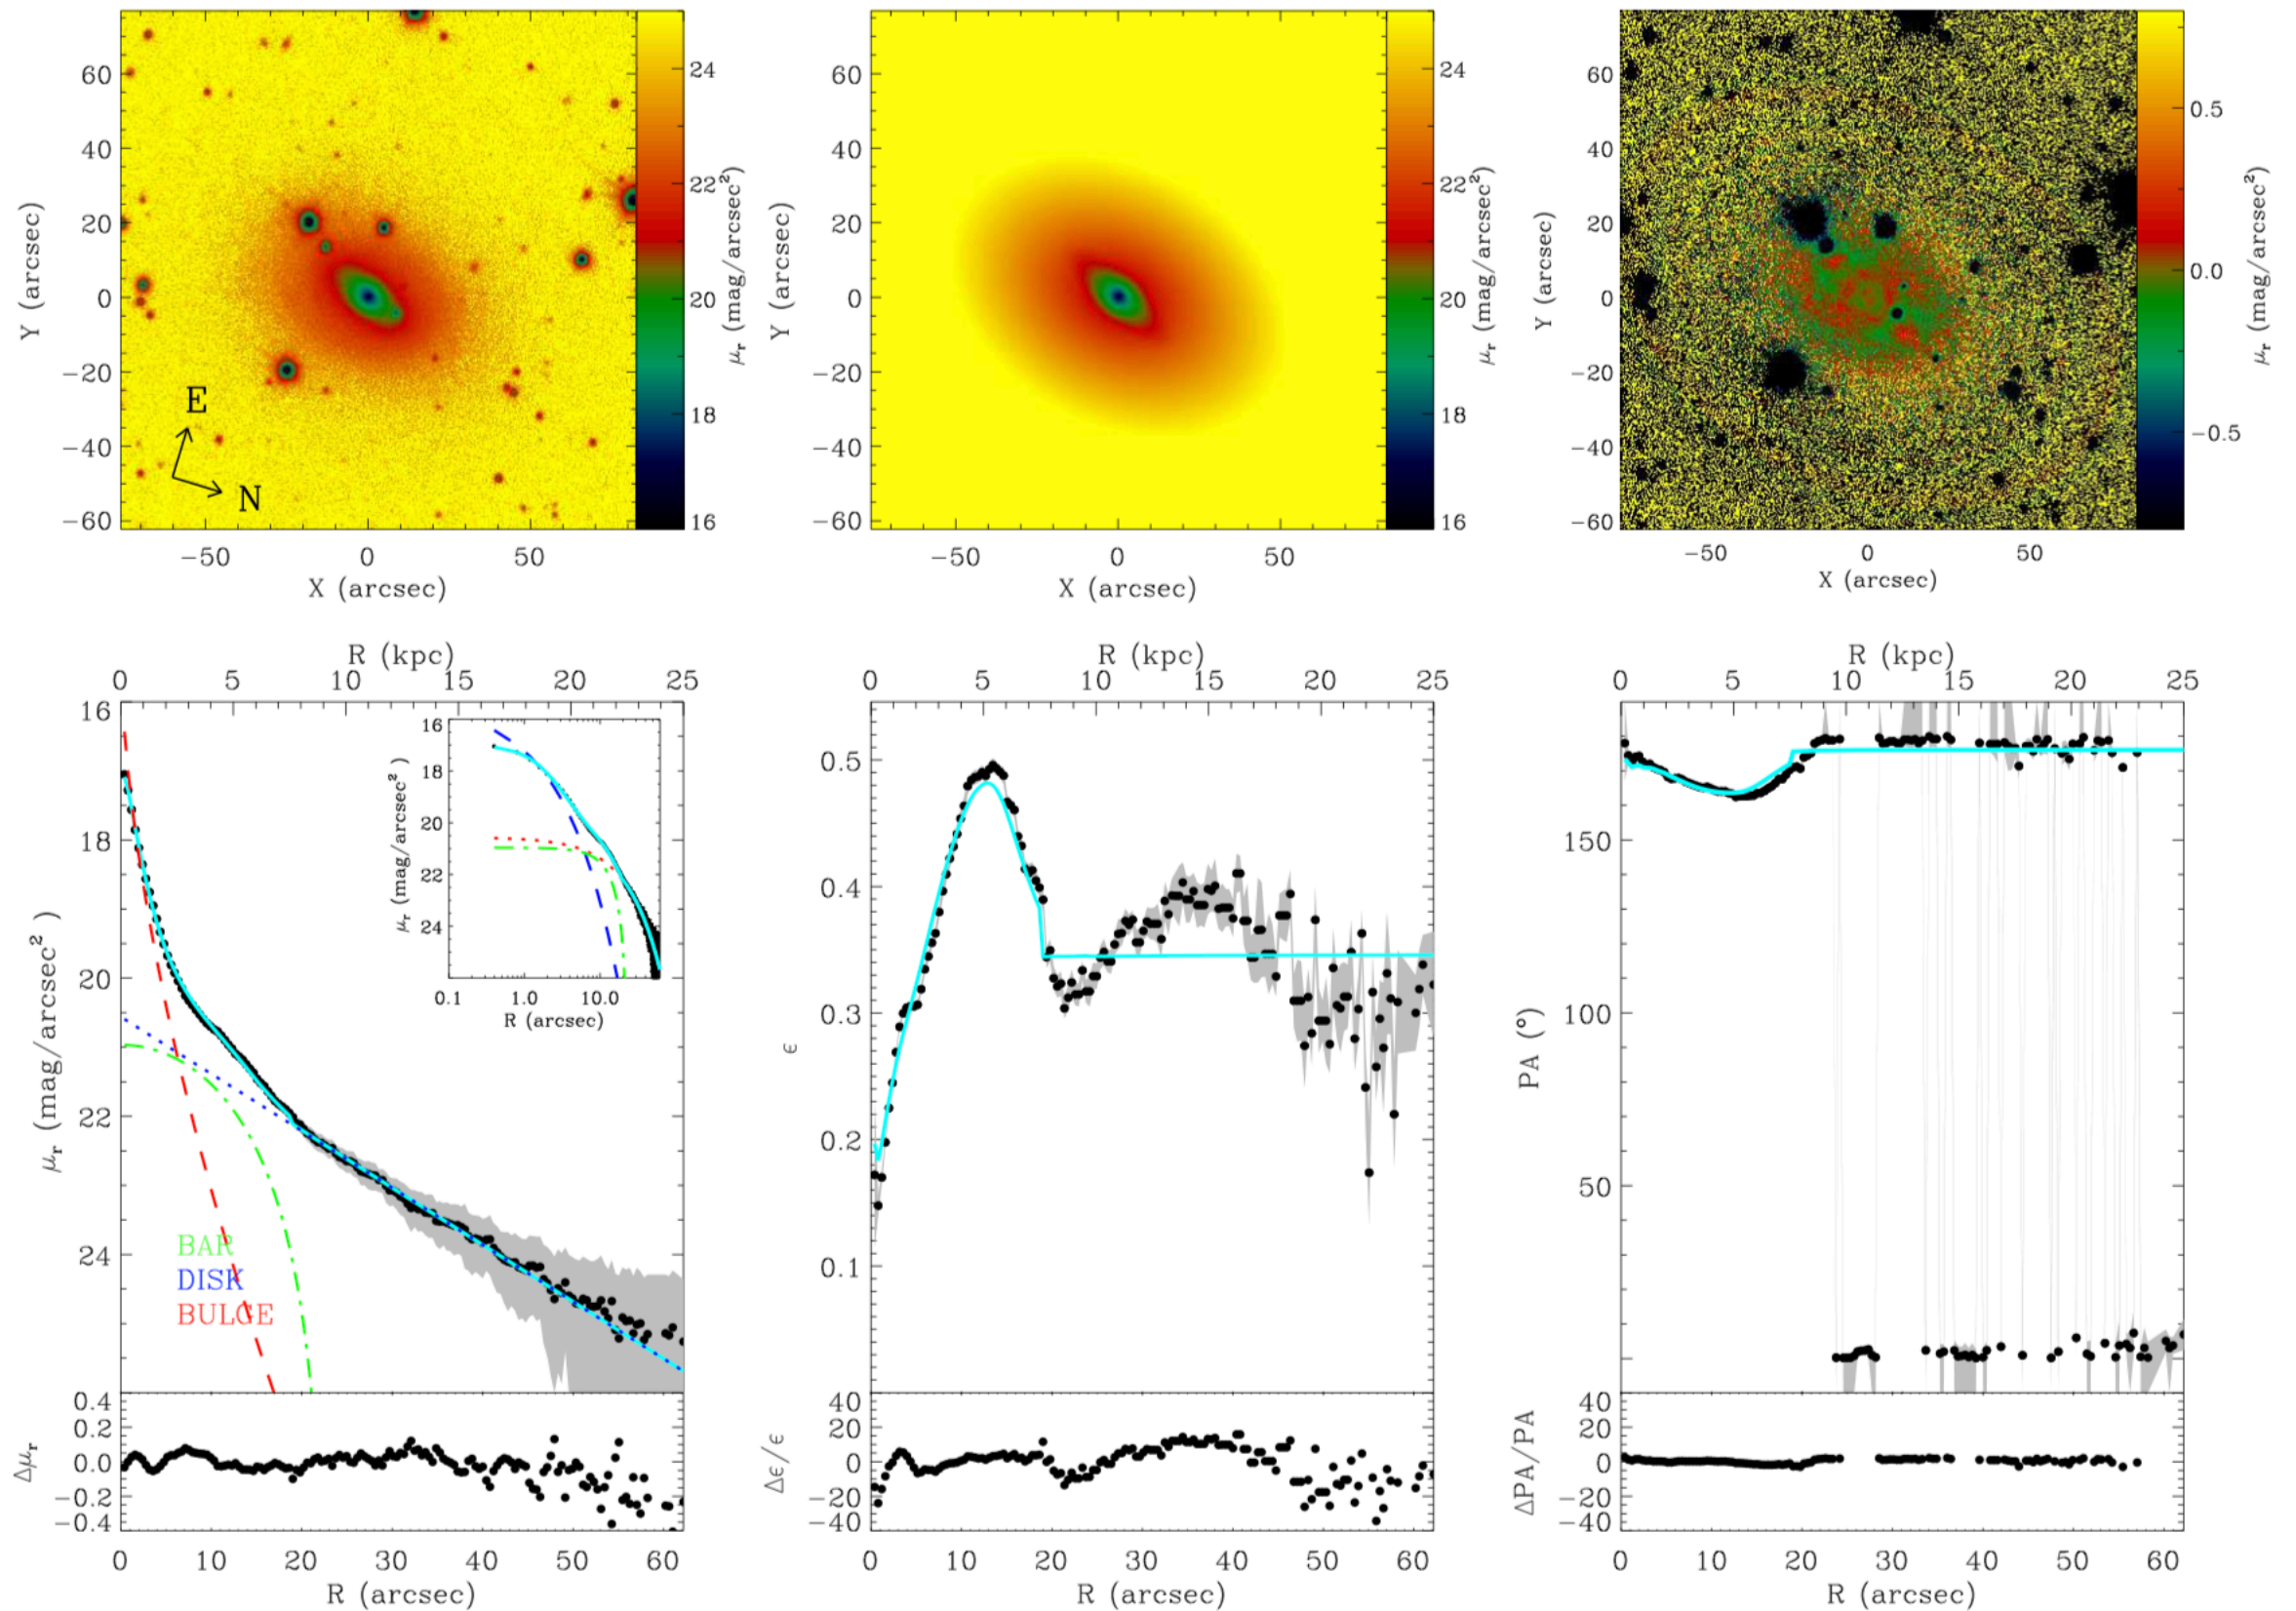 60
40
20
0
−20
−40
−60
Y (arcsec)
E
N
−50 0 50
X (arcsec)
24
22
20
18
16
μr (mag/arcsec²)
60
40
20
0
−20
−40
−60
Y (arcsec)
−50 0 50
X (arcsec)
24
22
20
18
16
μr (mag/arcsec²)
60
40
20
0
−20
−40
−60
Y (arcsec)
−50 0 50
X (arcsec)
0.5
0.0
−0.5
μr (mag/arcsec²)
R (kpc)
0 5 10 15 20 25
16
18
20
22
24
μr (mag/arcsec²)
16
18
20
22
24
μr (mag/arcsec²)
0.1 1.0 10.0
R (arcsec)
BAR
DISK
BULGE
0.4
0.2
0.0
−0.2
−0.4
Δμr
0 10 20 30 40 50 60
R (arcsec)
R (kpc)
0 5 10 15 20 25
0.5
0.4
0.3
0.2
0.1
ϵ
40
20
0
−20
−40
Δϵ/ϵ
0 10 20 30 40 50 60
R (arcsec)
R (kpc)
0 5 10 15 20 25
150
100
50
PA (°)
40
20
0
−20
−40
ΔPA/PA
0 10 20 30 40 50 60
R (arcsec)